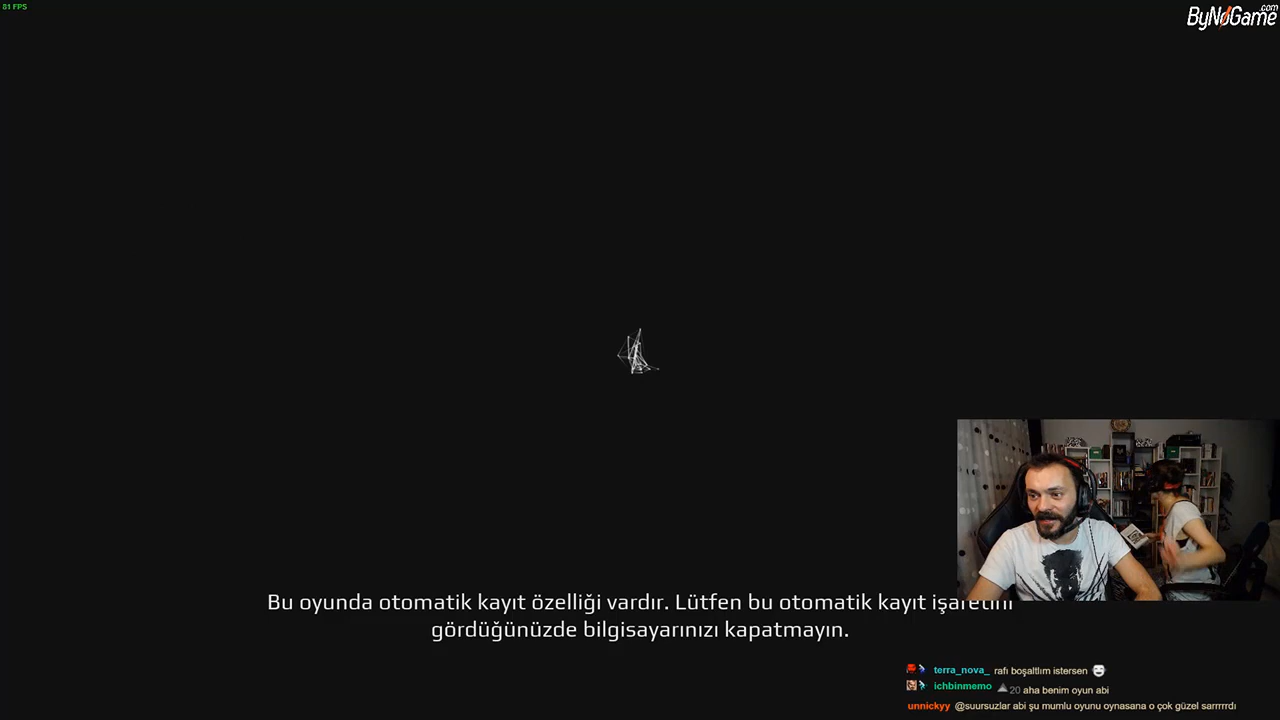 81 FPS
ByNoGame.com
Bu oyunda otomatik kayıt özelliği vardır. Lütfen bu otomatik kayıt işaretini
gördüğünüzde bilgisayarınızı kapatmayın.
terra_nova_ rafı boşaltlım istersen
ichbinmemo 20 aha benim oyun abi
unnickyy @suursuzlar abi şu mumlu oyunu oynasana o çok güzel sarrrrrdı